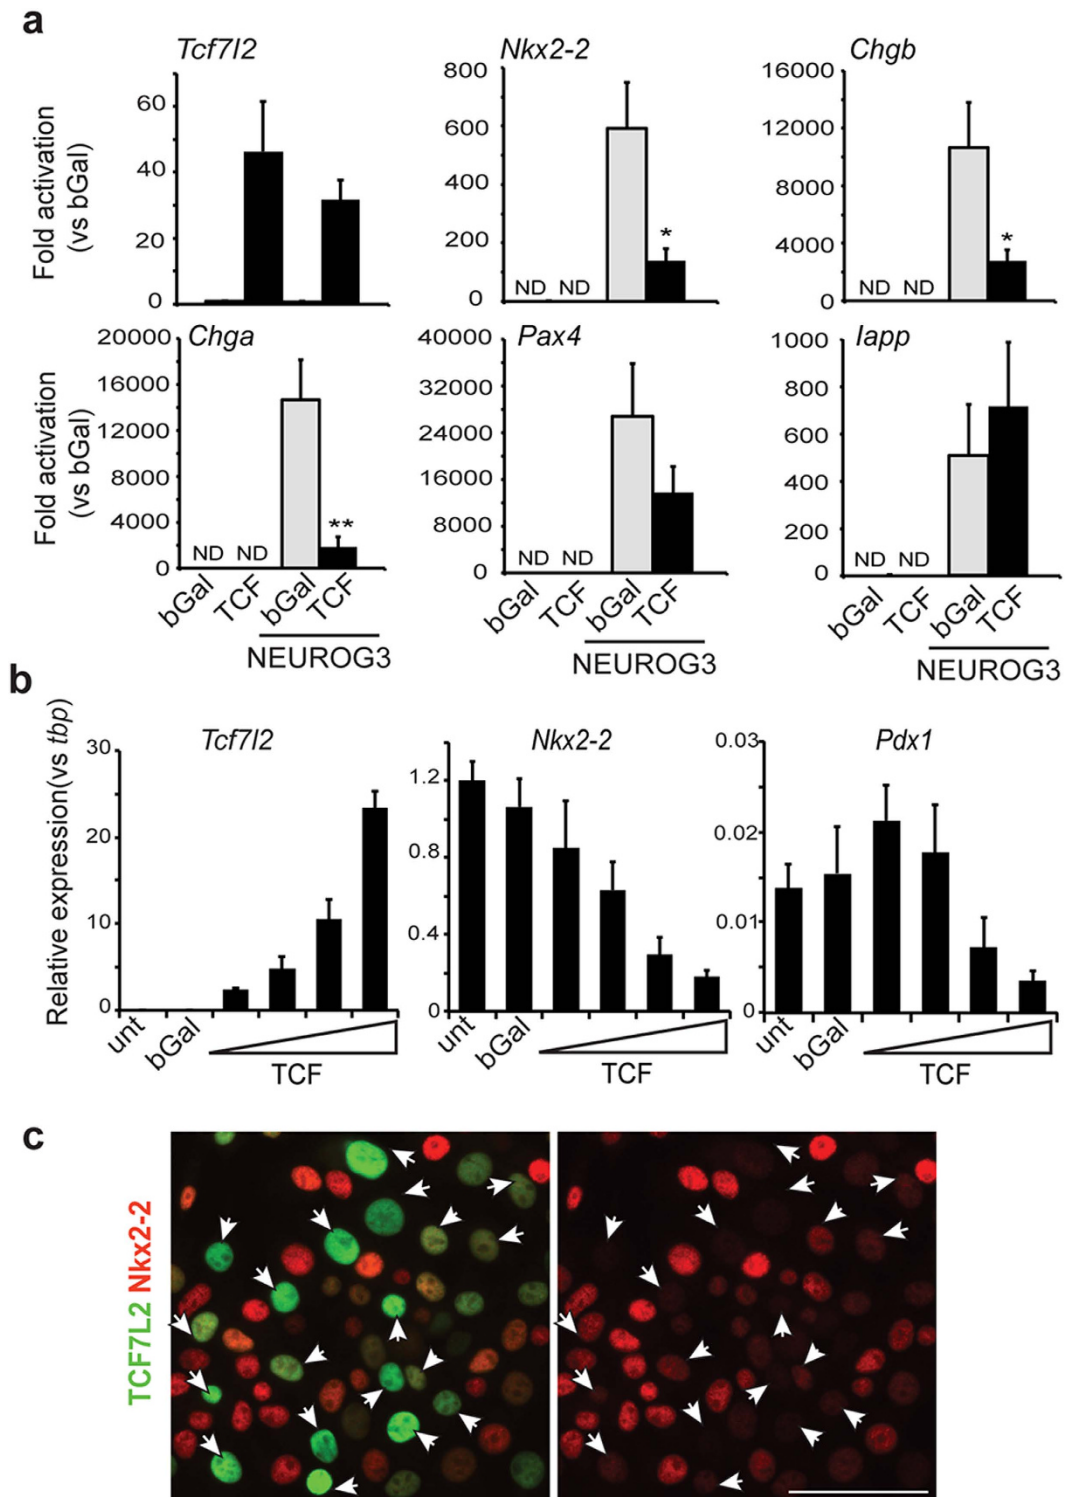 a
Tcf7l2
Nkx2-2
Chgb
Fold activation
(vs bGal)
60
40
20
0
800
600
400
200
0
ND ND
*
16000
12000
8000
4000
0
ND ND
*
Chga
Pax4
Iapp
Fold activation
(vs bGal)
20000
16000
12000
8000
4000
0
ND ND
**
40000
32000
24000
16000
8000
0
ND ND
1000
800
600
400
200
0
ND ND
bGal TCF bGal TCF
NEUROG3
bGal TCF bGal TCF
NEUROG3
bGal TCF bGal TCF
NEUROG3
b
Tcf7l2
Nkx2-2
Pdx1
Relative expression(vs tbp)
30
20
10
0
1.2
0.8
0.4
0
0.03
0.02
0.01
0
unt bGal
TCF
unt bGal
TCF
unt bGal
TCF
c
TCF7L2 Nkx2-2